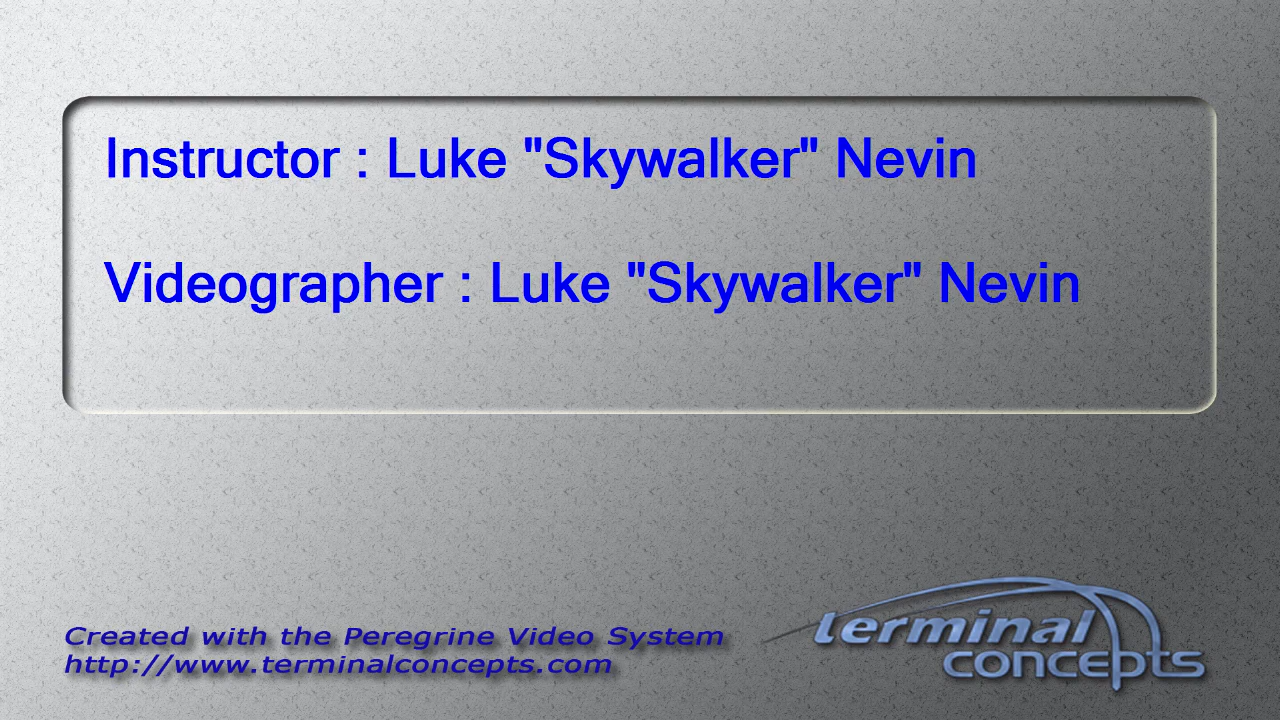 Instructor : Luke "Skywalker" Nevin
Videographer : Luke "Skywalker" Nevin
Created with the Peregrine Video System
http://www.terminalconcepts.com
terminal
concepts